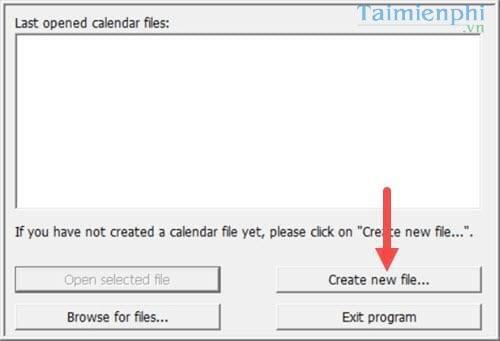 Taimienphi
.vn
Last opened calendar files:
If you have not created a calendar file yet, please click on "Create new file...".
Open selected file
Create new file...
Browse for files...
Exit program